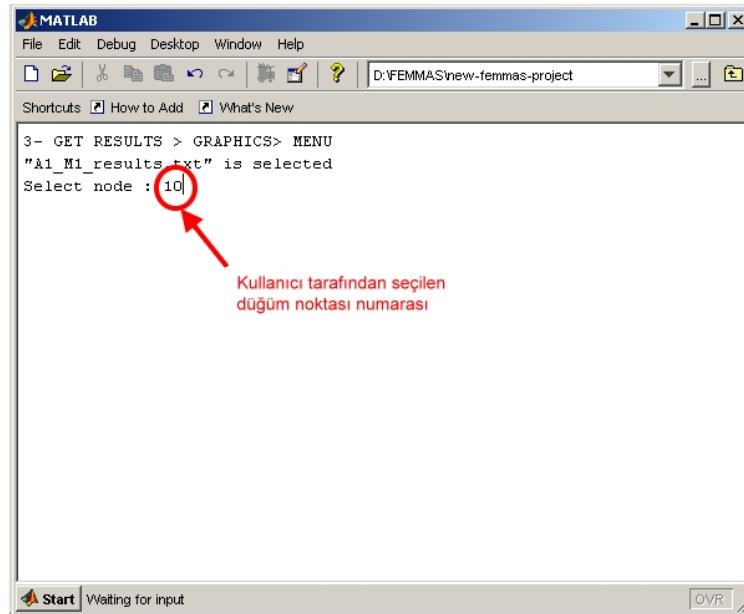 MATLAB
File Edit Debug Desktop Window Help
D:\FEMMAS\new-femmas-project
...
Shortcuts How to Add What's New
3- GET RESULTS > GRAPHICS> MENU
"A1_M1_results.txt" is selected
Select node : 10
Kullanıcı tarafından seçilen
düğüm noktası numarası
Start Waiting for input
OVR